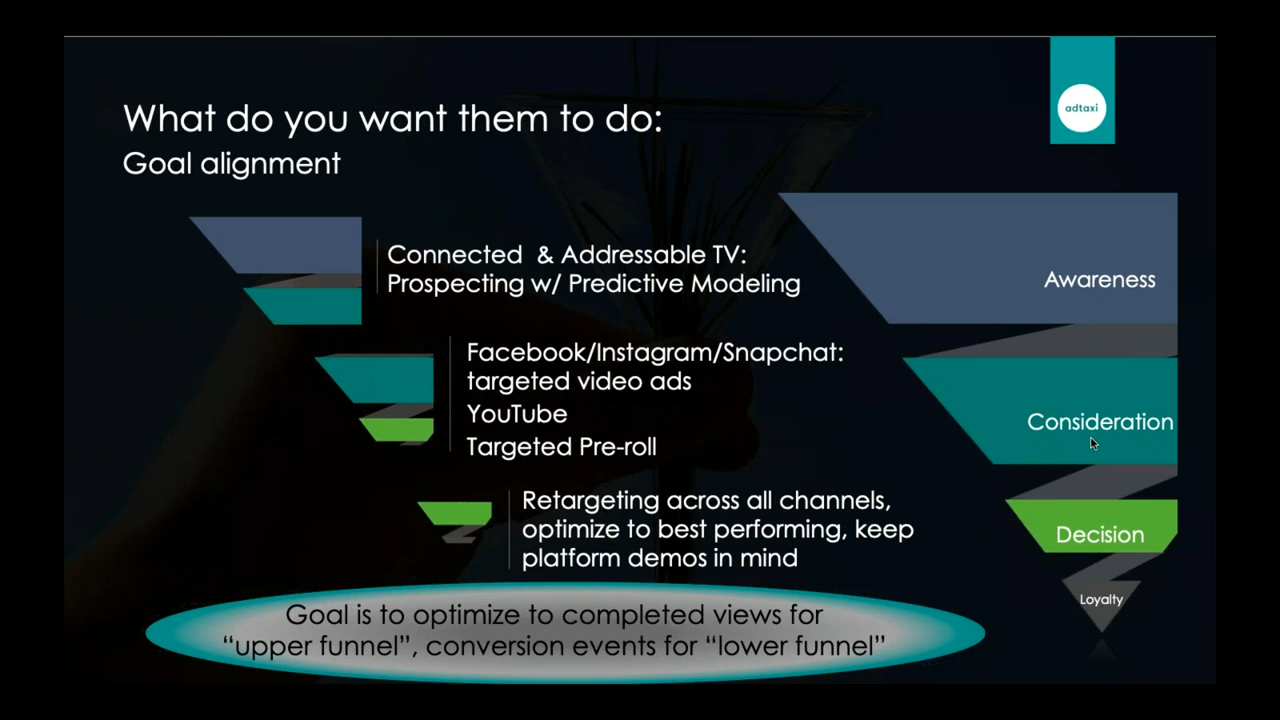 What do you want them to do:
Goal alignment
adtaxi
Connected & Addressable TV:
Prospecting w/ Predictive Modeling
Awareness
Facebook/Instagram/Snapchat:
targeted video ads
YouTube
Targeted Pre-roll
Consideration
Retargeting across all channels,
optimize to best performing, keep
platform demos in mind
Decision
Loyalty
Goal is to optimize to completed views for
“upper funnel”, conversion events for “lower funnel”